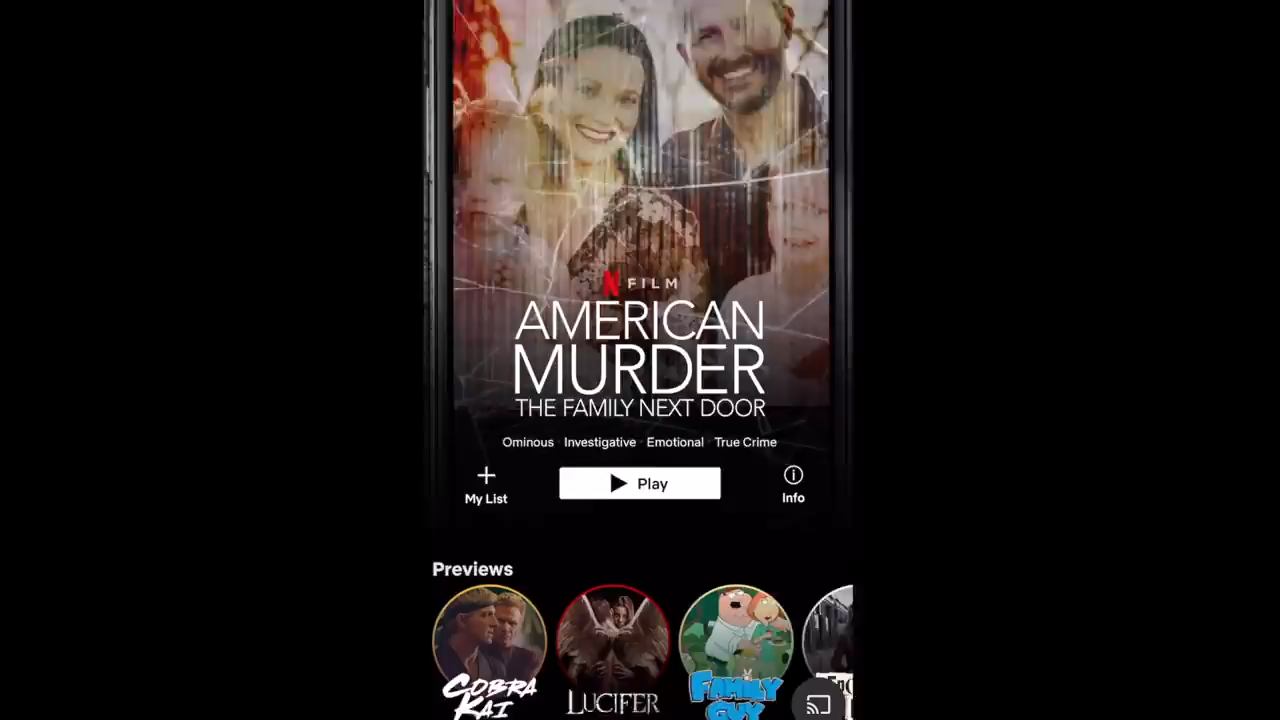 N FILM
AMERICAN
MURDER
THE FAMILY NEXT DOOR
Ominous Investigative Emotional True Crime
My List
Play
Info
Previews
COBRA
KAI
LUCIFER
FAMILY
GUY